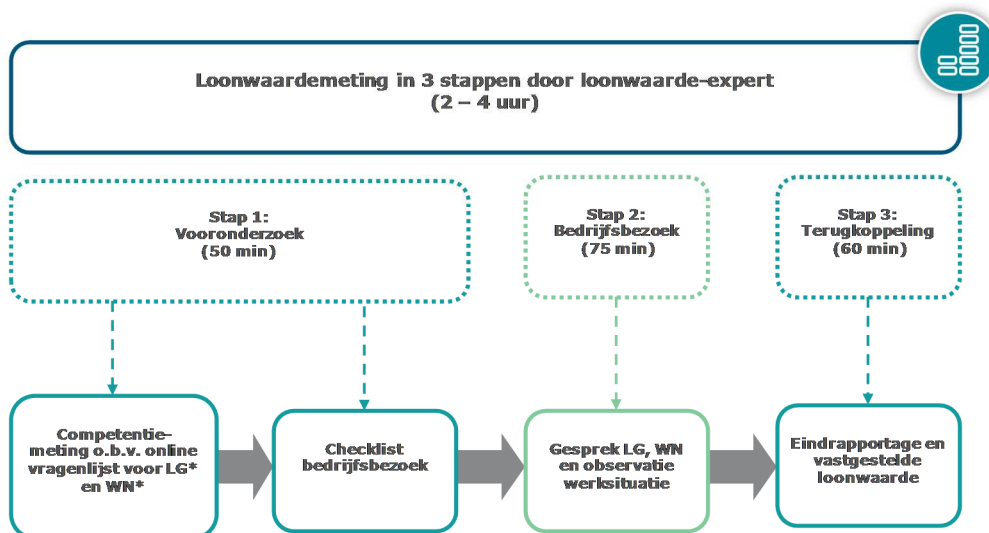 Loonwaardemeting in 3 stappen door loonwaarde-expert
(2 – 4 uur)
Stap 1:
Vooronderzoek
(50 min)
Stap 2:
Bedrijfsbezoek
(75 min)
Stap 3:
Terugkoppeling
(60 min)
Competentie-
meting o.b.v. online
vragenlijst voor LG*
en WN*
Checklist
bedrijfsbezoek
Gesprek LG, WN
en observatie
werksituatie
Eindrapportage en
vastgestelde
loonwaarde